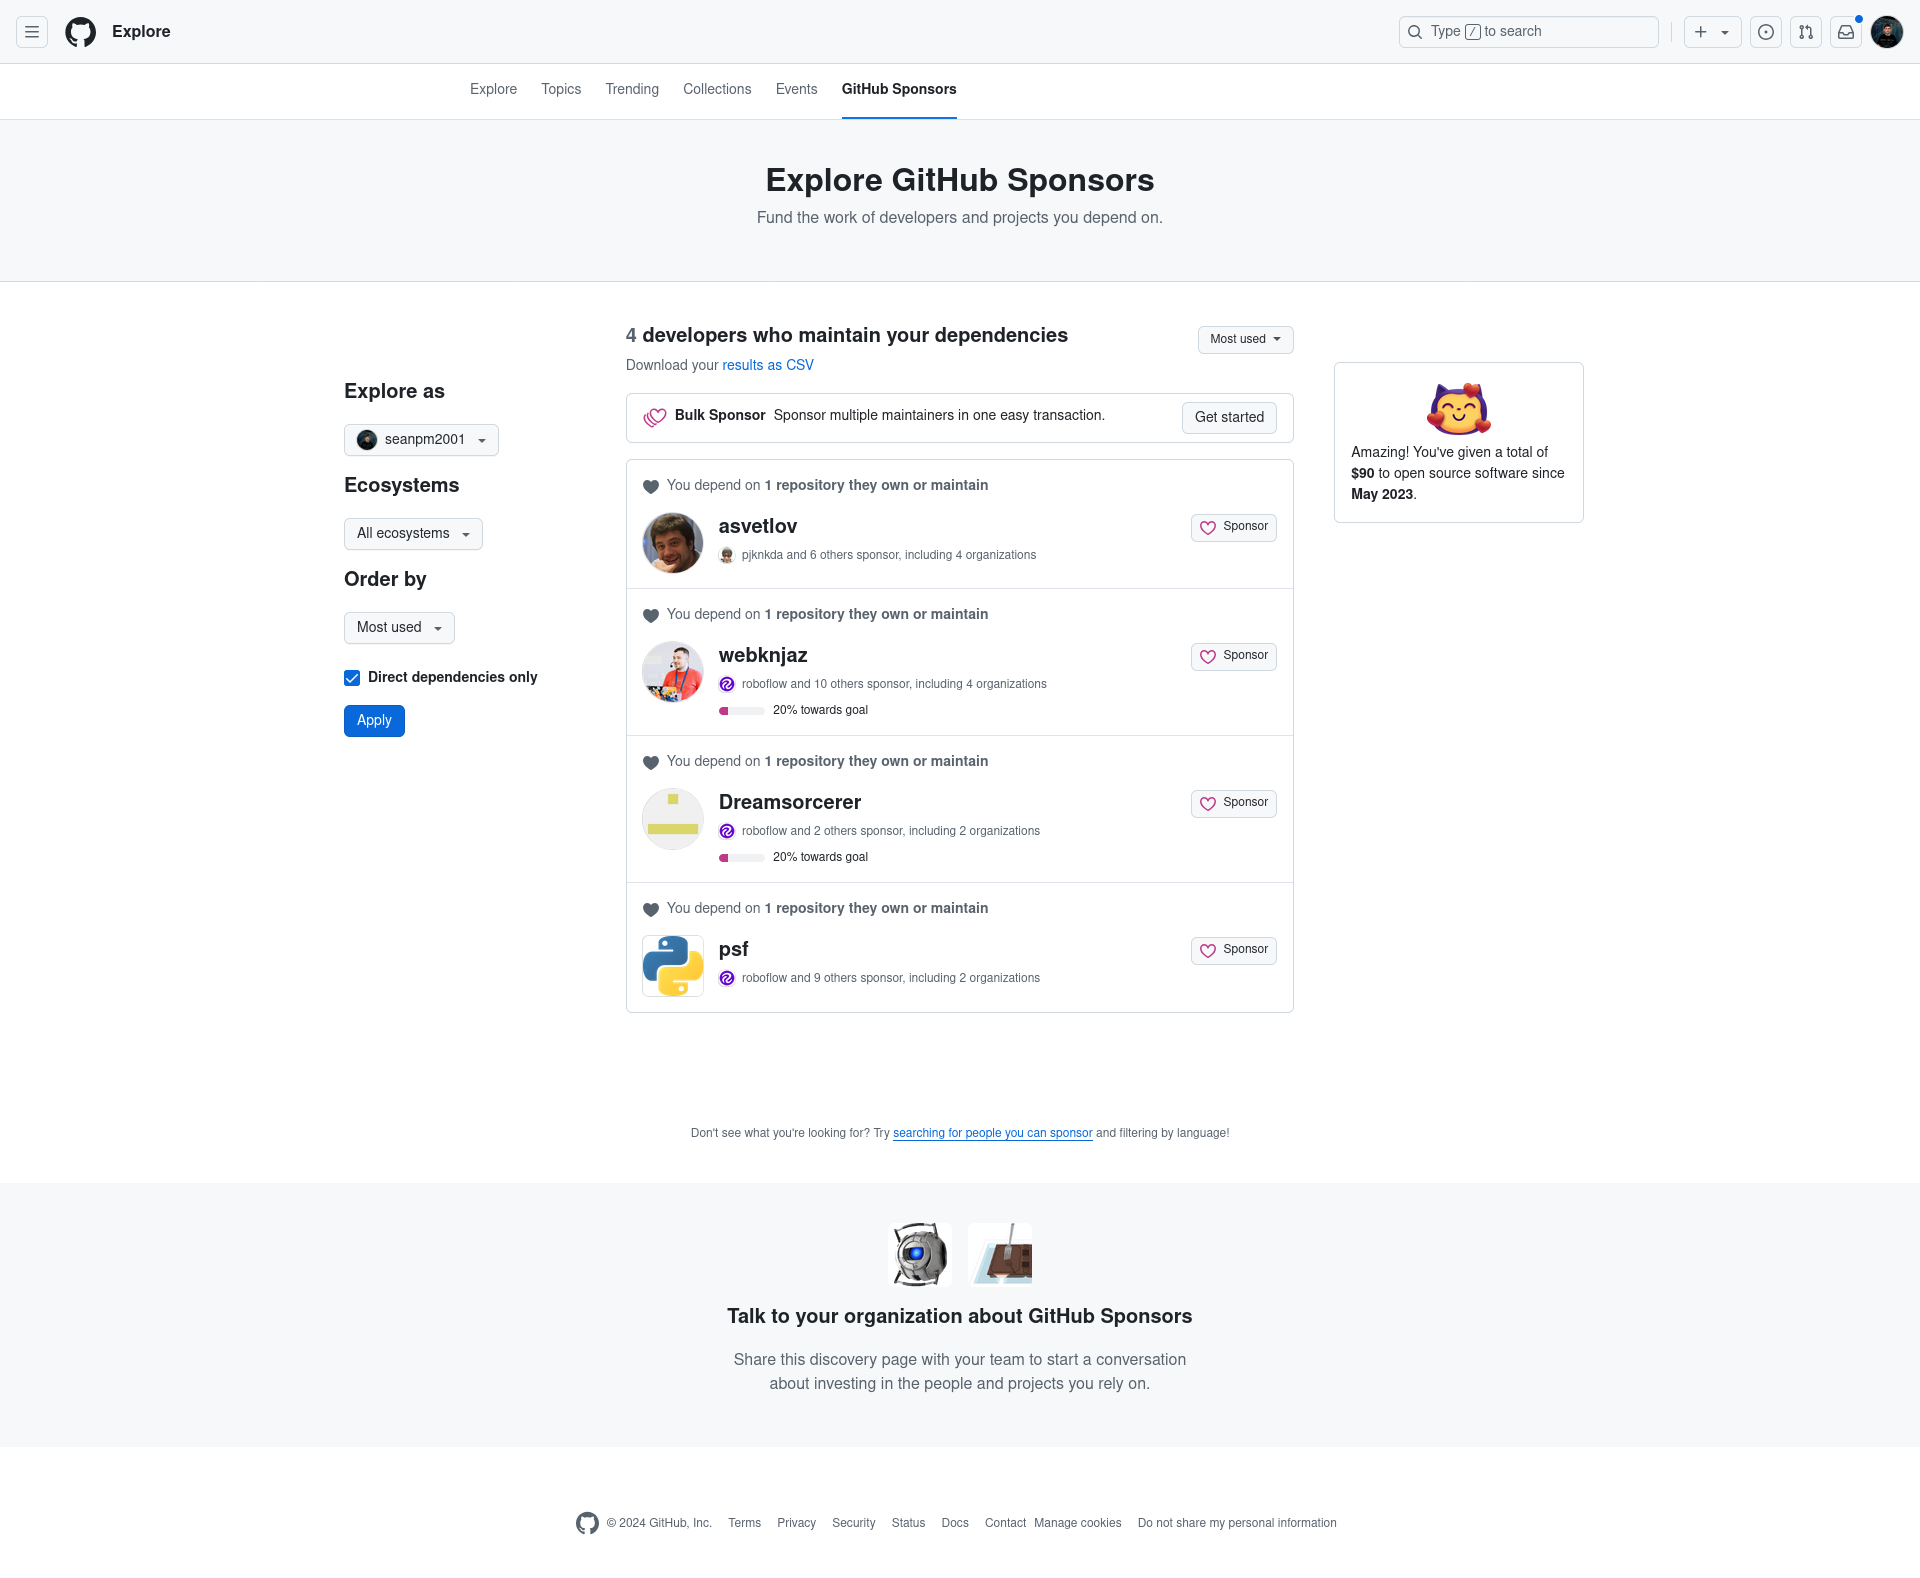 Explore
Type / to search
Explore Topics Trending Collections Events GitHub Sponsors
Explore GitHub Sponsors
Fund the work of developers and projects you depend on.
4 developers who maintain your dependencies
Most used
Download your results as CSV
Explore as
seanpm2001
Ecosystems
All ecosystems
Order by
Most used
Direct dependencies only
Apply
Bulk Sponsor Sponsor multiple maintainers in one easy transaction.
Get started
You depend on 1 repository they own or maintain
asvetlov
Sponsor
pjknkda and 6 others sponsor, including 4 organizations
You depend on 1 repository they own or maintain
webknjaz
Sponsor
roboflow and 10 others sponsor, including 4 organizations
20% towards goal
You depend on 1 repository they own or maintain
Dreamsorcerer
Sponsor
roboflow and 2 others sponsor, including 2 organizations
20% towards goal
You depend on 1 repository they own or maintain
psf
Sponsor
roboflow and 9 others sponsor, including 2 organizations
Amazing! You've given a total of
$90 to open source software since
May 2023.
Don't see what you're looking for? Try searching for people you can sponsor and filtering by language!
Talk to your organization about GitHub Sponsors
Share this discovery page with your team to start a conversation
about investing in the people and projects you rely on.
© 2024 GitHub, Inc. Terms Privacy Security Status Docs Contact Manage cookies Do not share my personal information